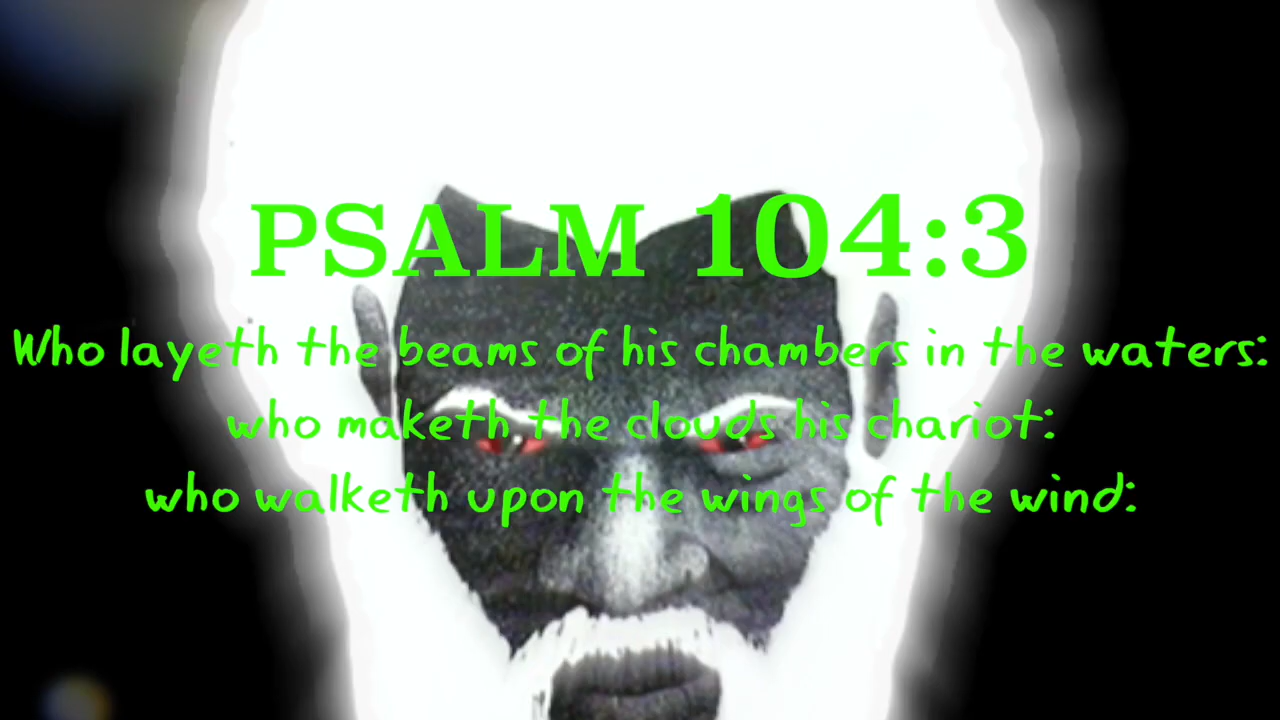 PSALM 104:3
Who layeth the beams of his chambers in the waters:
who maketh the clouds his chariot:
who walketh upon the wings of the wind: